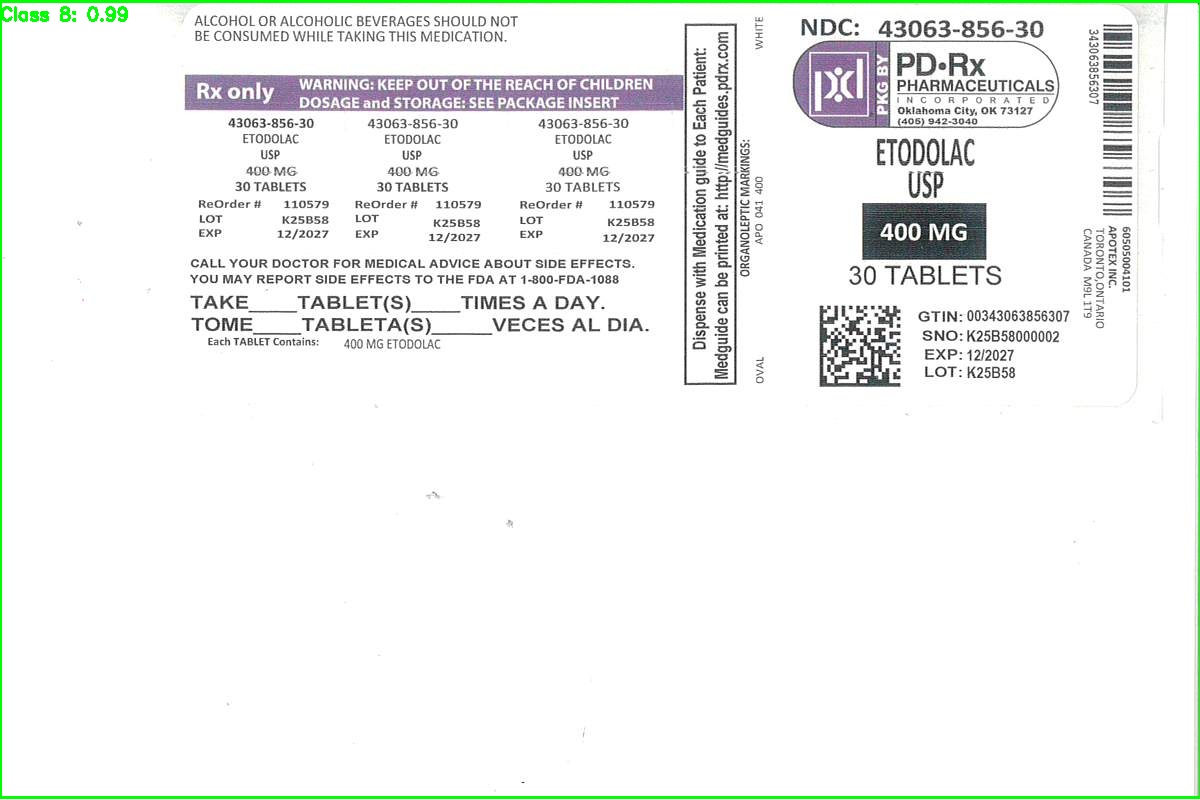 Class 8: 0.99
ALCOHOL OR ALCOHOLIC BEVERAGES SHOULD NOT
BE CONSUMED WHILE TAKING THIS MEDICATION.
Rx only
WARNING: KEEP OUT OF THE REACH OF CHILDREN
DOSAGE and STORAGE: SEE PACKAGE INSERT
43063-856-30 43063-856-30 43063-856-30
ETODOLAC ETODOLAC ETODOLAC
USP USP USP
400 MG 400 MG 400 MG
30 TABLETS 30 TABLETS 30 TABLETS
ReOrder # 110579 ReOrder # 110579 ReOrder # 110579
LOT K25B58 LOT K25B58 LOT K25B58
EXP 12/2027 EXP 12/2027 EXP 12/2027
CALL YOUR DOCTOR FOR MEDICAL ADVICE ABOUT SIDE EFFECTS.
YOU MAY REPORT SIDE EFFECTS TO THE FDA AT 1-800-FDA-1088
TAKE____TABLET(S)____TIMES A DAY.
TOME____TABLETA(S)_____VECES AL DIA.
Each TABLET Contains: 400 MG ETODOLAC
Dispense with Medication guide to Each Patient:
Medguide can be printed at: http://medguides.pdrx.com
ORGANOLEPTIC MARKINGS:
OVAL APO 041 400 WHITE
NDC: 43063-856-30
PKG BY
PD•Rx
PHARMACEUTICALS
INCORPORATED
Oklahoma City, OK 73127
(405) 942-3040
ETODOLAC
USP
400 MG
30 TABLETS
GTIN: 00343063856307
SNO: K25B58000002
EXP: 12/2027
LOT: K25B58
343063856307
60505004101
APOTEX INC.
TORONTO,ONTARIO
CANADA M9L 1T9